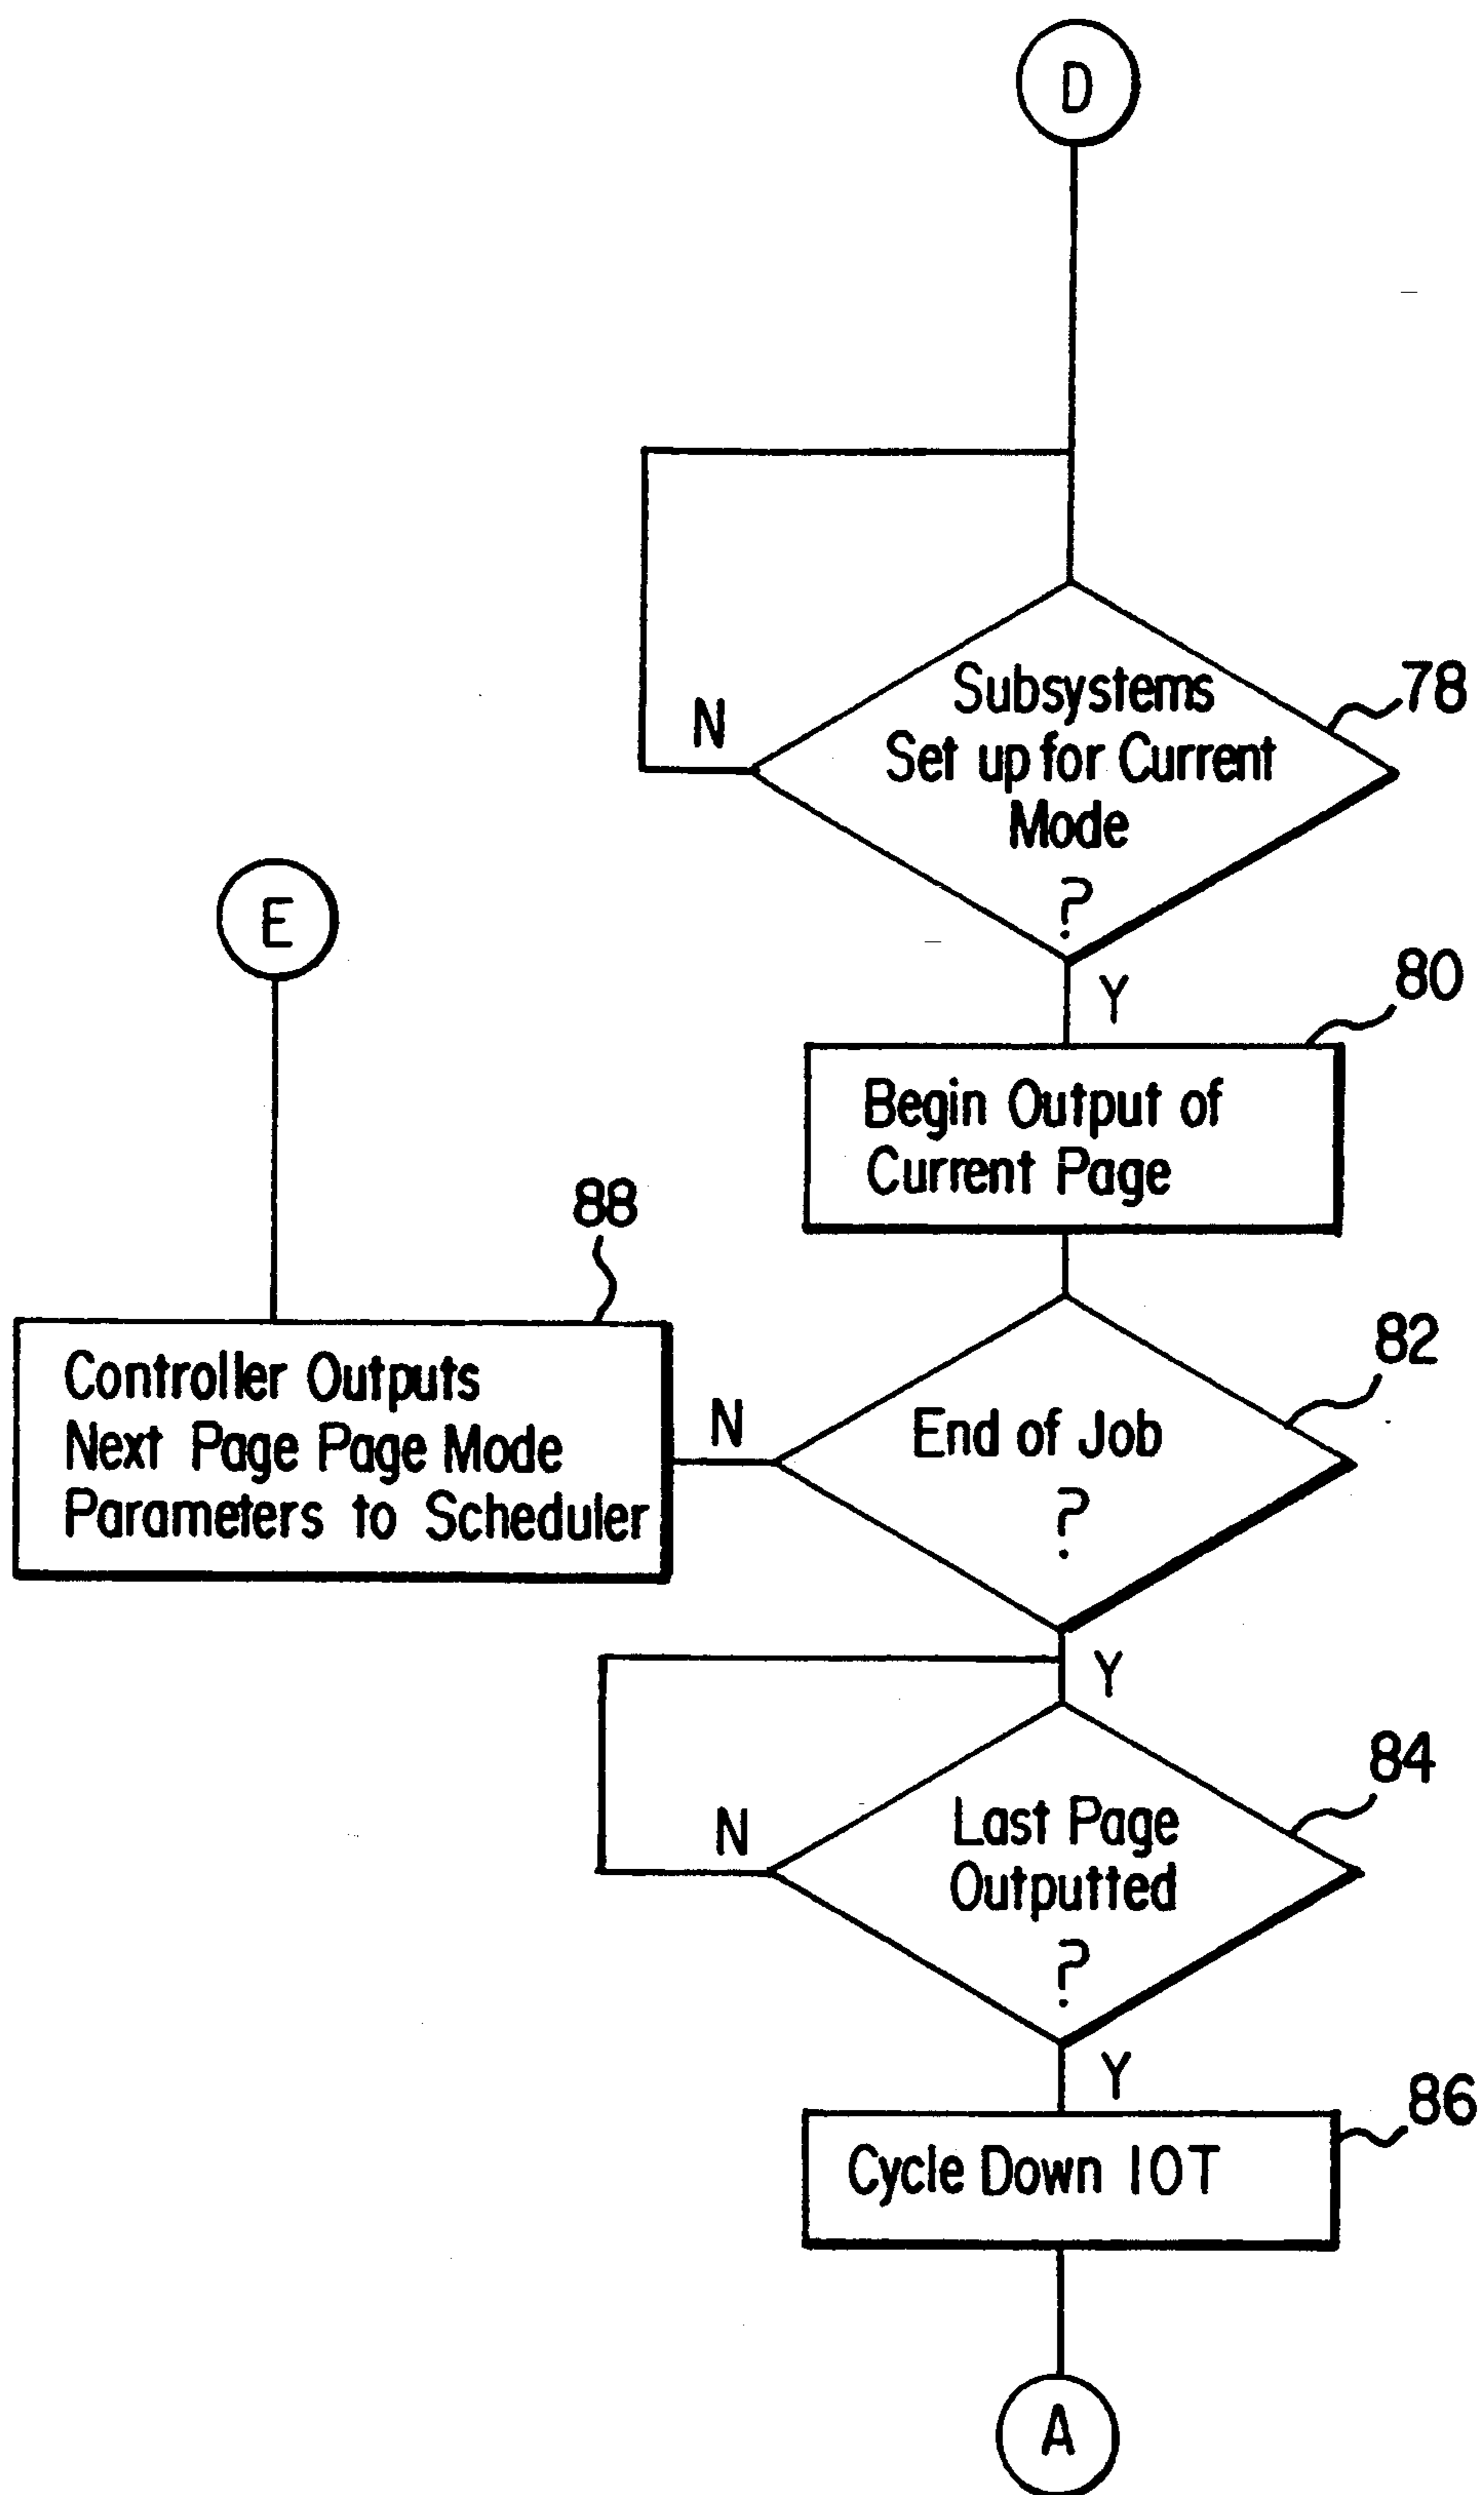 D
Subsystems
Set up for Current
Mode
?
78
N
Y
E
80
Begin Output of
Current Page
88
Controller Outputs
Next Page Page Mode
Parameters to Scheduler
N
82
End of Job
?
Y
84
N
Last Page
Outputted
?
Y
86
Cycle Down IOT
A